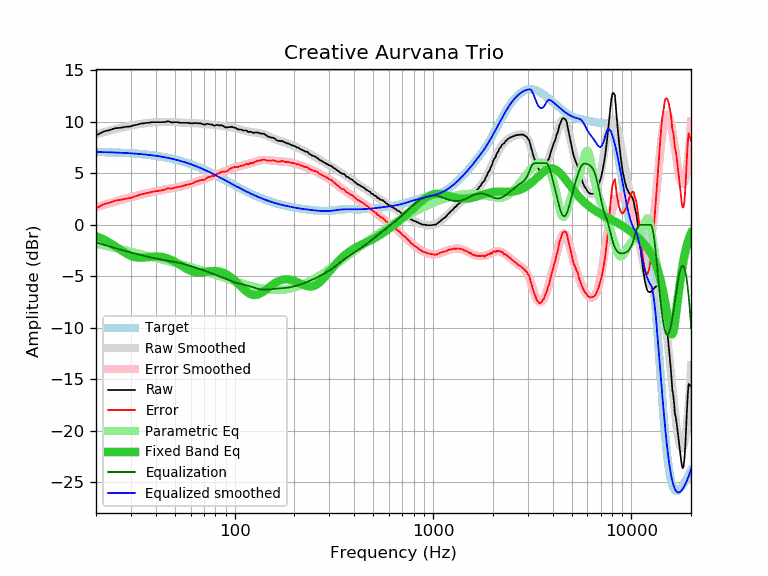 Creative Aurvana Trio
15
10
5
0
−5
−10
−15
−20
−25
Amplitude (dBr)
Target
Raw Smoothed
Error Smoothed
Raw
Error
Parametric Eq
Fixed Band Eq
Equalization
Equalized smoothed
100
1000
10000
Frequency (Hz)